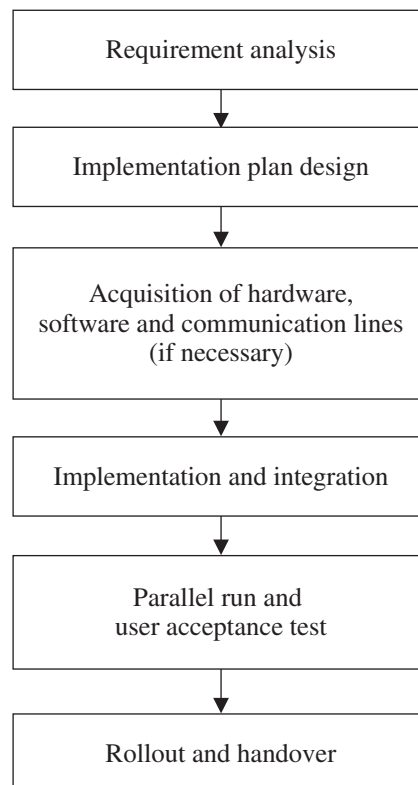 Requirement analysis
Implementation plan design
Acquisition of hardware,
software and communication lines
(if necessary)
Implementation and integration
Parallel run and
user acceptance test
Rollout and handover